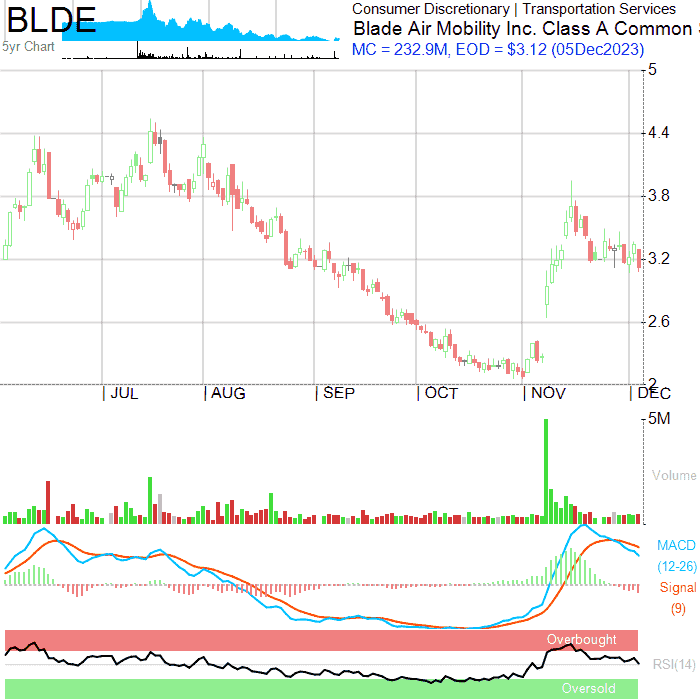 BLDE
5yr Chart
Consumer Discretionary | Transportation Services
Blade Air Mobility Inc. Class A Common
MC = 232.9M, EOD = $3.12 (05Dec2023)
5
4.4
3.8
3.2
2.6
2
| JUL | AUG | SEP | OCT | NOV | DEC
5M
Volume
MACD
(12-26)
Signal
(9)
Overbought
RSI(14)
Oversold